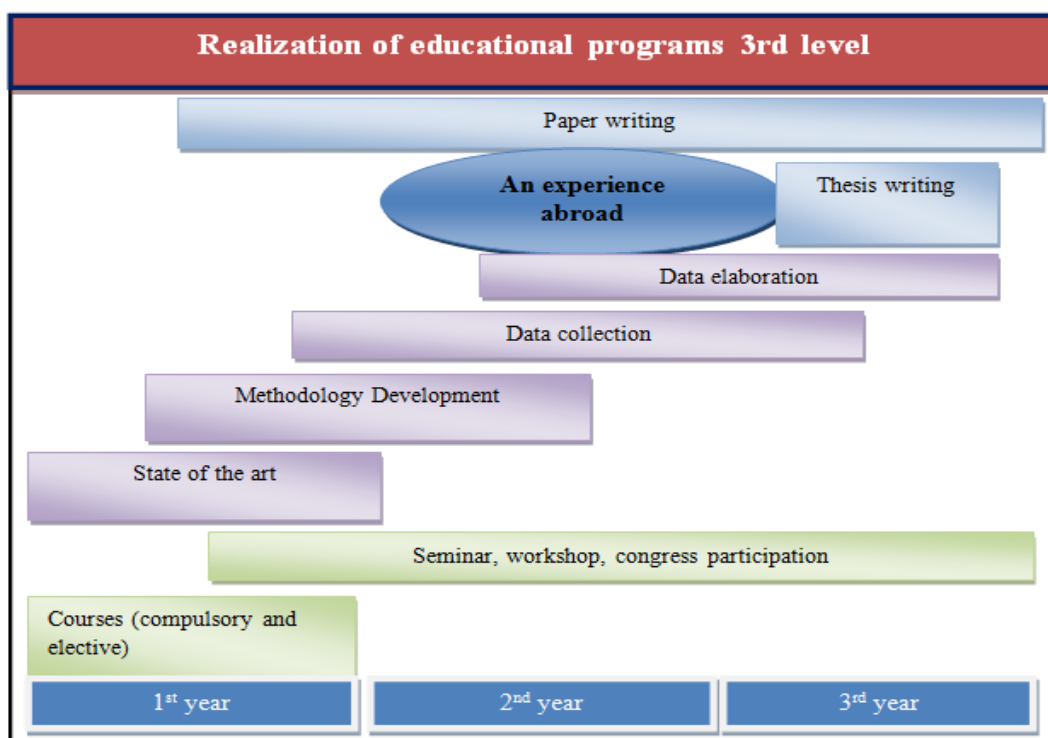 Realization of educational programs 3rd level
Paper writing
An experience
abroad
Thesis writing
Data elaboration
Data collection
Methodology Development
State of the art
Seminar, workshop, congress participation
Courses (compulsory and
elective)
1st year
2nd year
3rd year